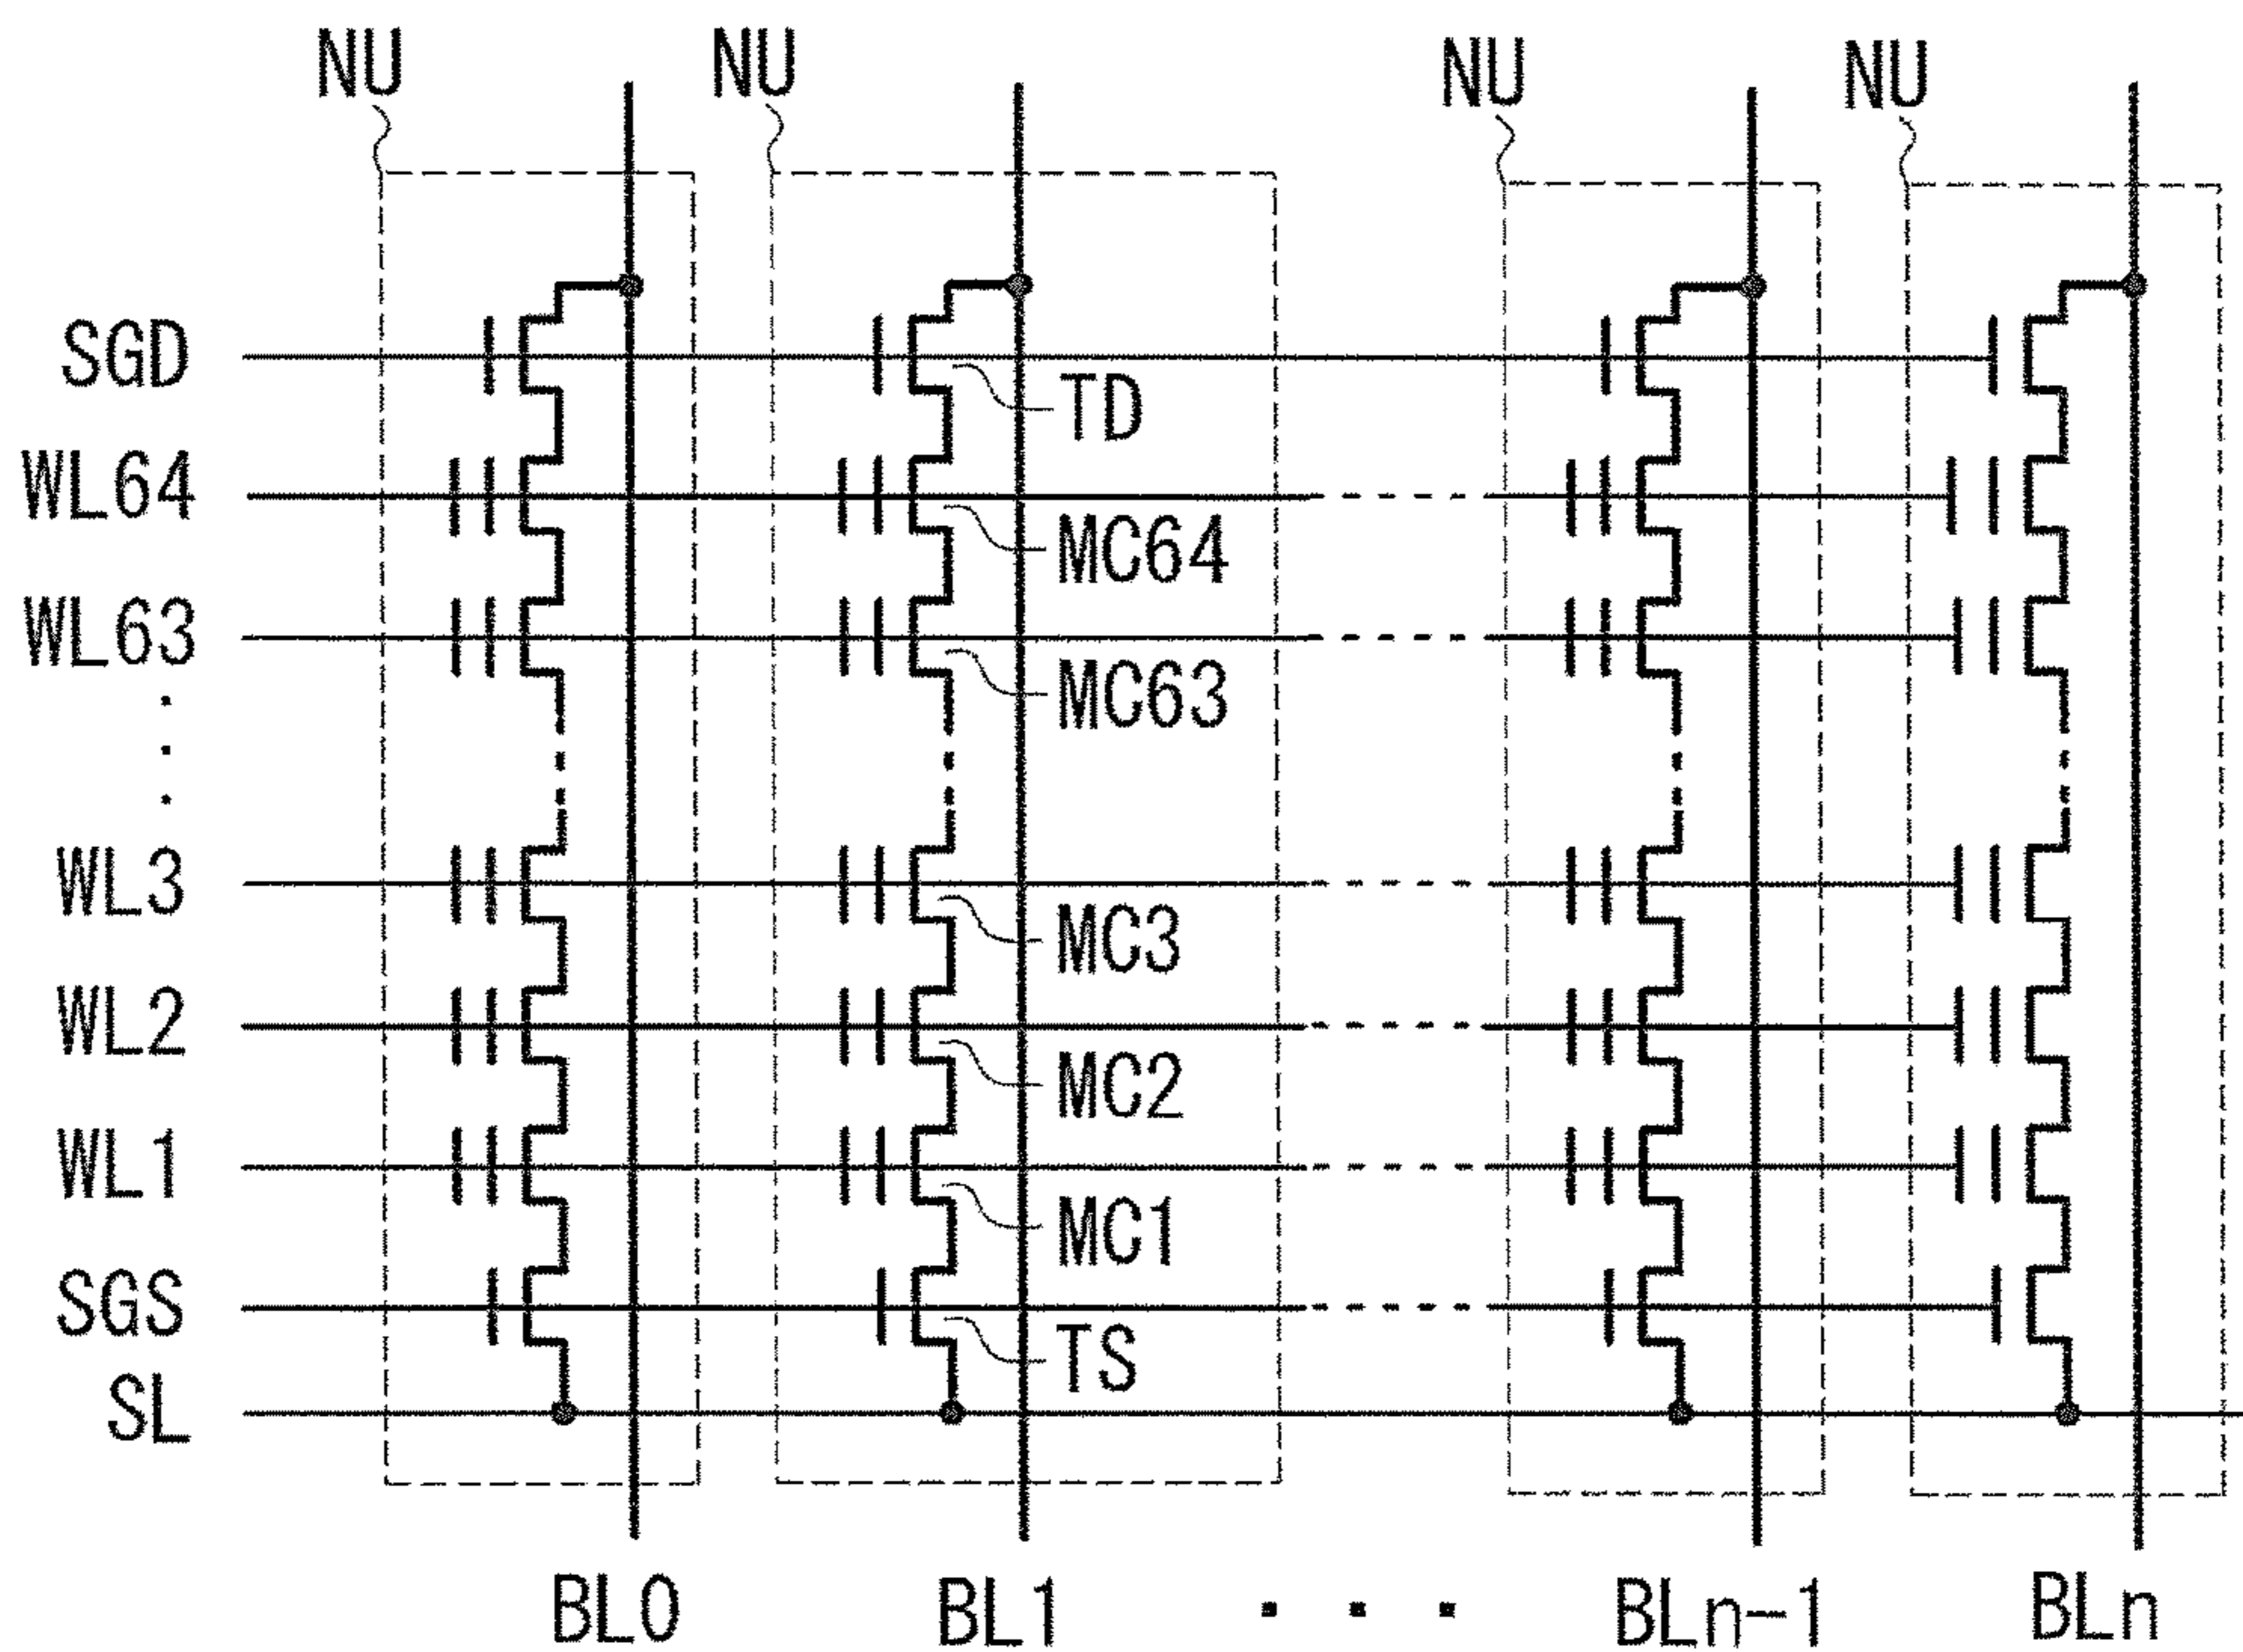 NU NU NU NU
SGD
TD
WL64
MC64
WL63
MC63
WL3
MC3
WL2
MC2
WL1
MC1
SGS
TS
SL
BL0 BL1 ... BLn-1 BLn